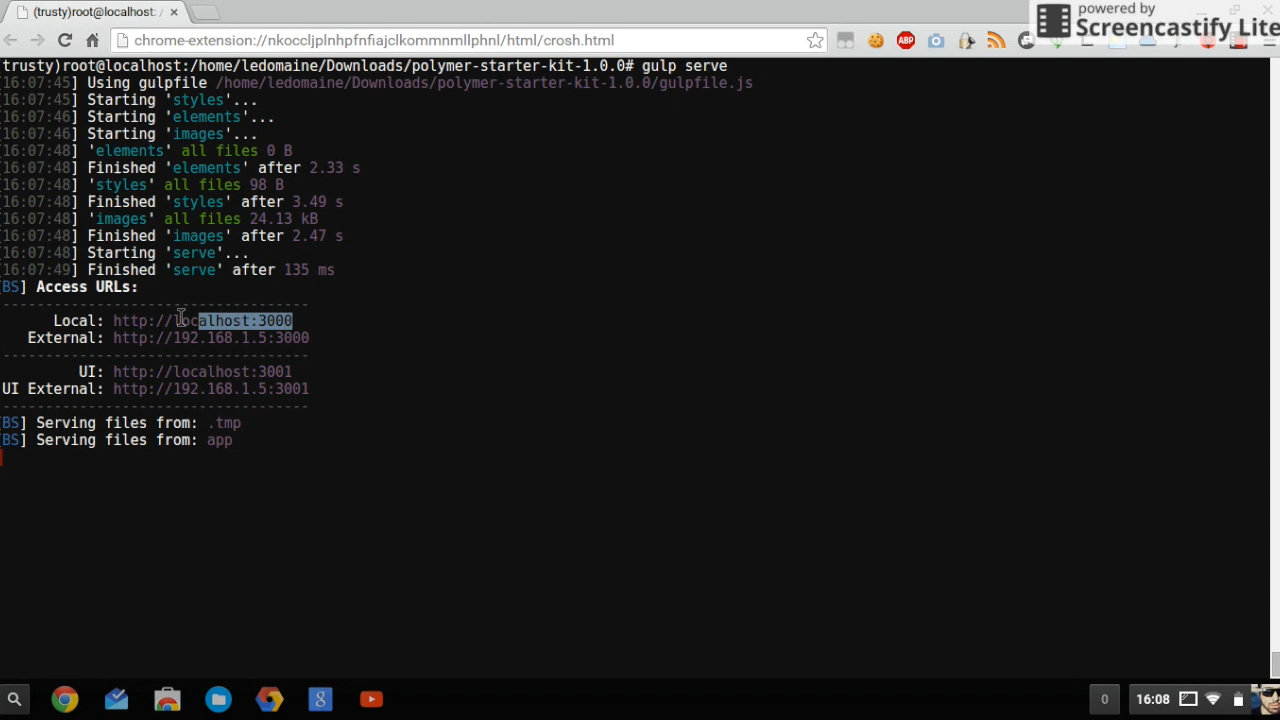 (trusty)root@localhost: /
powered by
Screencastify Lite
chrome-extension://nkoccljplnhpfnfiajclkommnmllphnl/html/crosh.html
ABP
trusty)root@localhost:/home/ledomaine/Downloads/polymer-starter-kit-1.0.0# gulp serve
16:07:45] Using gulpfile /home/ledomaine/Downloads/polymer-starter-kit-1.0.0/gulpfile.js
16:07:45] Starting 'styles'...
16:07:46] Starting 'elements'...
16:07:46] Starting 'images'...
16:07:48] 'elements' all files 0 B
16:07:48] Finished 'elements' after 2.33 s
16:07:48] 'styles' all files 98 B
16:07:48] Finished 'styles' after 3.49 s
16:07:48] 'images' all files 24.13 kB
16:07:48] Finished 'images' after 2.47 s
16:07:48] Starting 'serve'...
16:07:49] Finished 'serve' after 135 ms
[BS] Access URLs:
------------------------------------
Local: http://localhost:3000
External: http://192.168.1.5:3000
------------------------------------
UI: http://localhost:3001
UI External: http://192.168.1.5:3001
------------------------------------
[BS] Serving files from: .tmp
[BS] Serving files from: app
8
0
16:08